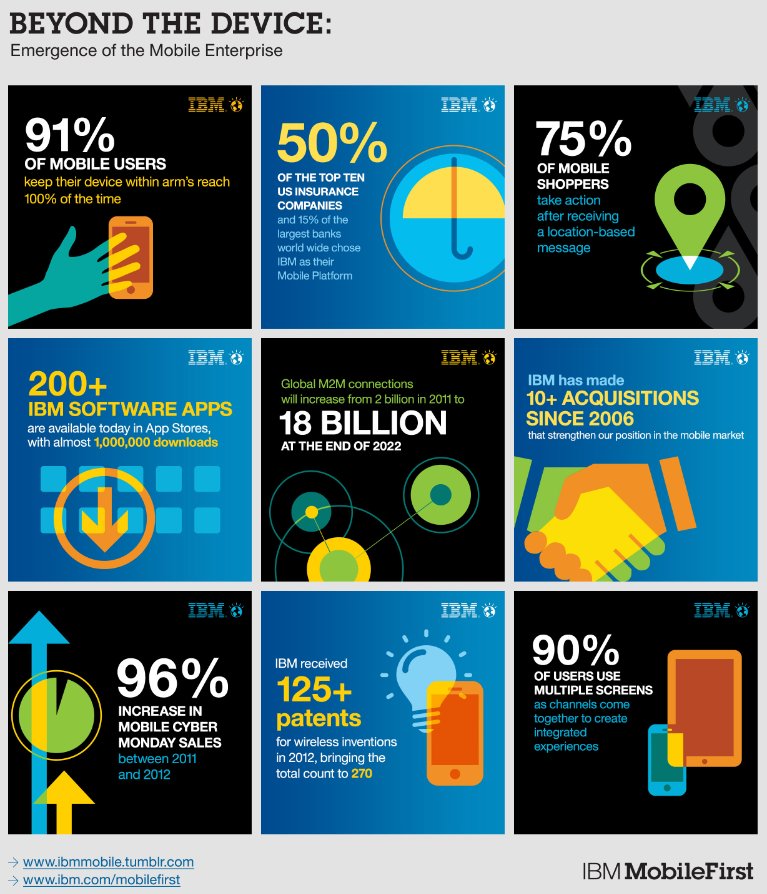 BEYOND THE DEVICE:
Emergence of the Mobile Enterprise
IBM
91%
OF MOBILE USERS
keep their device within arm's reach
100% of the time
IBM
50%
OF THE TOP TEN
US INSURANCE
COMPANIES
and 15% of the
largest banks
world wide chose
IBM as their
Mobile Platform
IBM
75%
OF MOBILE
SHOPPERS
take action
after receiving
a location-based
message
IBM
200+
IBM SOFTWARE APPS
are available today in App Stores,
with almost 1,000,000 downloads
IBM
Global M2M connections
will increase from 2 billion in 2011 to
18 BILLION
AT THE END OF 2022
IBM
IBM has made
10+ ACQUISITIONS
SINCE 2006
that strengthen our position in the mobile market
IBM
96%
INCREASE IN
MOBILE CYBER
MONDAY SALES
between 2011
and 2012
IBM
IBM received
125+
patents
for wireless inventions
in 2012, bringing the
total count to 270
IBM
90%
OF USERS USE
MULTIPLE SCREENS
as channels come
together to create
integrated
experiences
→ www.ibmmobile.tumblr.com
→ www.ibm.com/mobilefirst
IBM MobileFirst